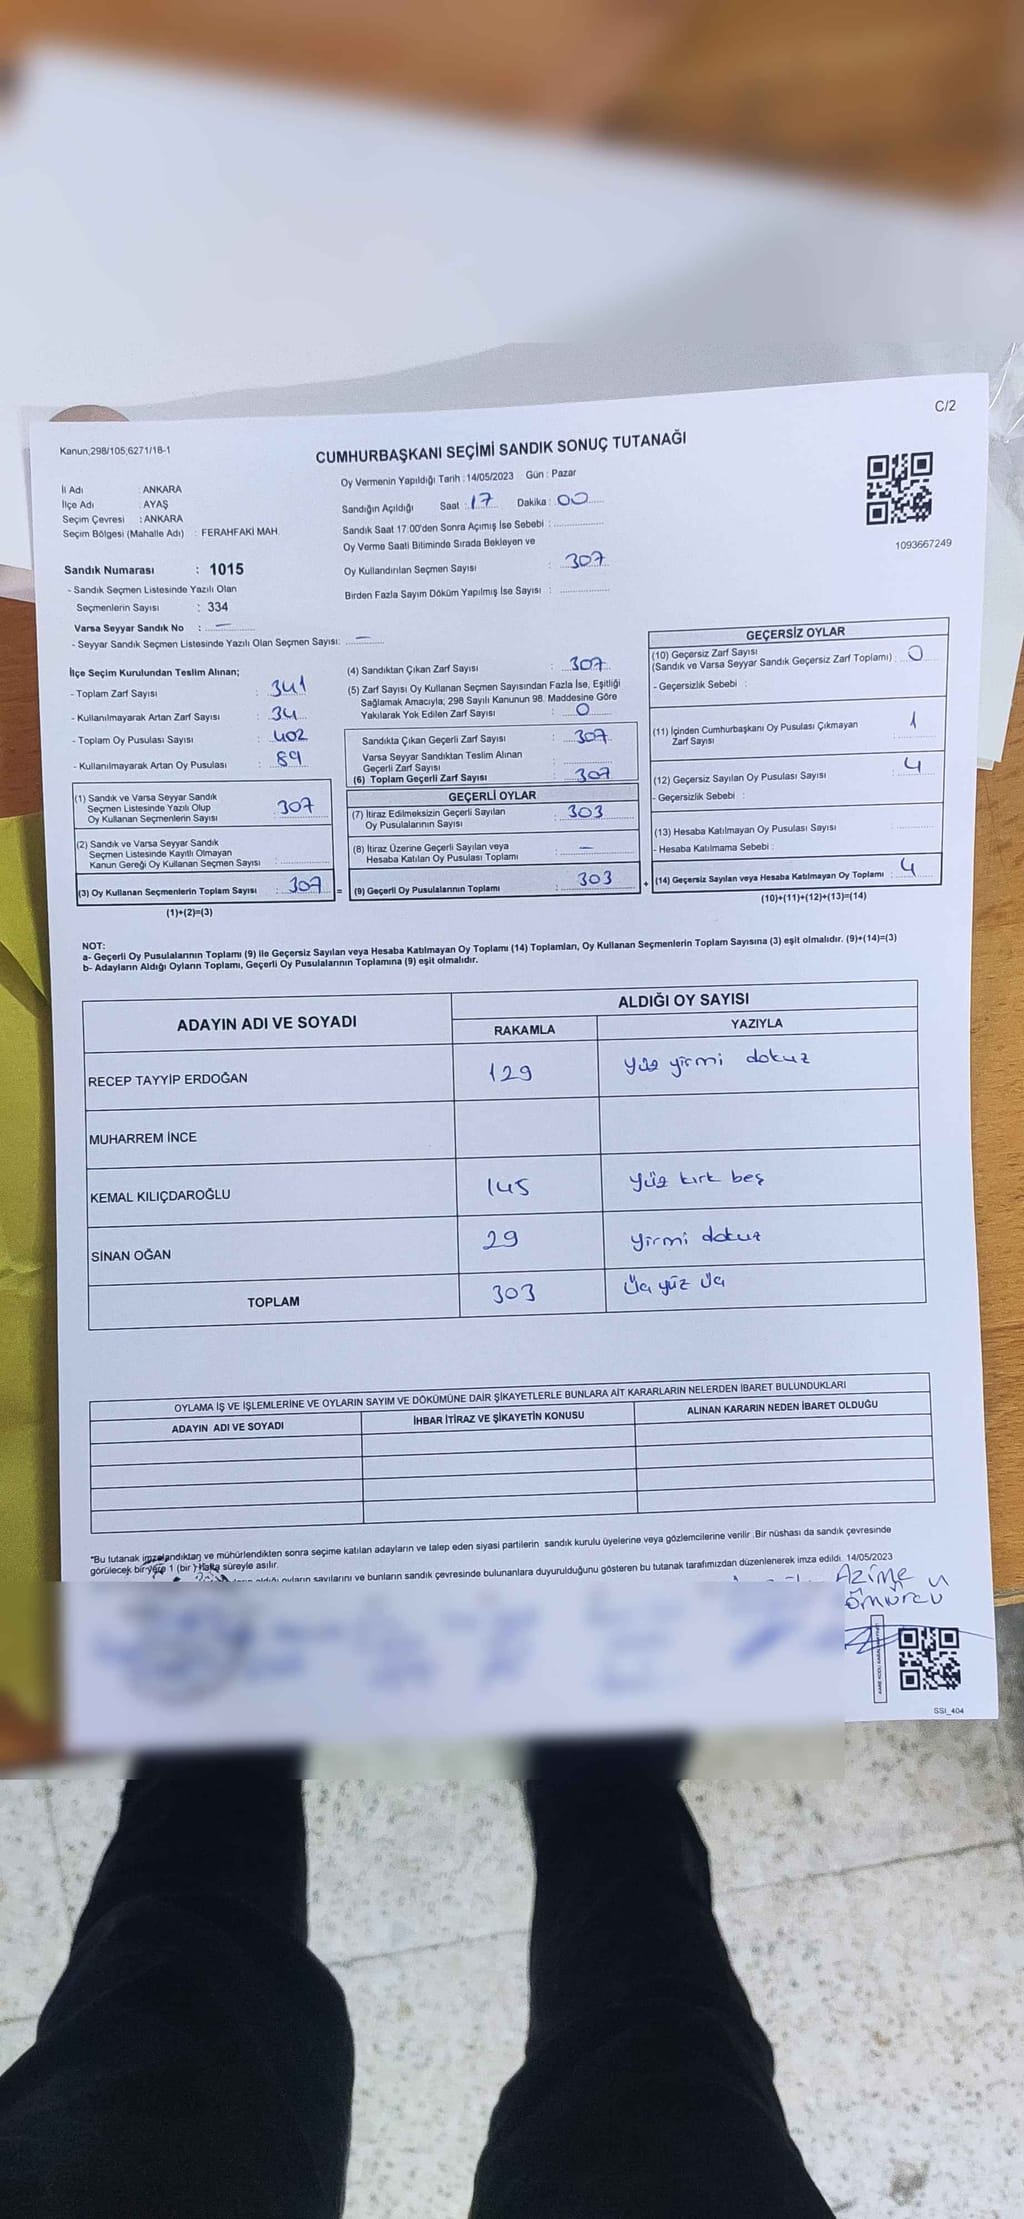 C/2
Kanun;298/105;6271/18-1
CUMHURBAŞKANI SEÇİMİ SANDIK SONUÇ TUTANAĞI
İl Adı : ANKARA
İlçe Adı : AYAŞ
Seçim Çevresi : ANKARA
Seçim Bölgesi (Mahalle Adı) : FERAHFAKİ MAH.
Oy Vermenin Yapıldığı Tarih : 14/05/2023 Gün : Pazar
Sandığın Açıldığı Saat : 17 Dakika : 00
Sandık Saat 17:00'den Sonra Açımış İse Sebebi :
Oy Verme Saati Bitiminde Sırada Bekleyen ve
Oy Kullandırılan Seçmen Sayısı : 307
Birden Fazla Sayım Döküm Yapılmış İse Sayısı :
1093667249
Sandık Numarası : 1015
- Sandık Seçmen Listesinde Yazılı Olan
Seçmenlerin Sayısı : 334
Varsa Seyyar Sandık No : –
- Seyyar Sandık Seçmen Listesinde Yazılı Olan Seçmen Sayısı: –
İlçe Seçim Kurulundan Teslim Alınan;
- Toplam Zarf Sayısı : 341
- Kullanılmayarak Artan Zarf Sayısı : 34
- Toplam Oy Pusulası Sayısı : 402
- Kullanılmayarak Artan Oy Pusulası : 89
(1) Sandık ve Varsa Seyyar Sandık
Seçmen Listesinde Yazılı Olup
Oy Kullanan Seçmenlerin Sayısı : 307
(2) Sandık ve Varsa Seyyar Sandık
Seçmen Listesinde Kayıtlı Olmayan
Kanun Gereği Oy Kullanan Seçmen Sayısı :
(3) Oy Kullanan Seçmenlerin Toplam Sayısı : 307 =
(1)+(2)=(3)
(4) Sandıktan Çıkan Zarf Sayısı : 307
(5) Zarf Sayısı Oy Kullanan Seçmen Sayısından Fazla İse, Eşitliği
Sağlamak Amacıyla; 298 Sayılı Kanunun 98. Maddesine Göre
Yakılarak Yok Edilen Zarf Sayısı : 0
Sandıkta Çıkan Geçerli Zarf Sayısı : 307
Varsa Seyyar Sandıktan Teslim Alınan
Geçerli Zarf Sayısı :
(6) Toplam Geçerli Zarf Sayısı : 307
GEÇERLİ OYLAR
(7) İtiraz Edilmeksizin Geçerli Sayılan
Oy Pusulalarının Sayısı : 303
(8) İtiraz Üzerine Geçerli Sayılan veya
Hesaba Katılan Oy Pusulası Toplamı : –
(9) Geçerli Oy Pusulalarının Toplamı : 303 +
GEÇERSİZ OYLAR
(10) Geçersiz Zarf Sayısı
(Sandık ve Varsa Seyyar Sandık Geçersiz Zarf Toplamı) : 0
- Geçersizlik Sebebi :
(11) İçinden Cumhurbaşkanı Oy Pusulası Çıkmayan
Zarf Sayısı : 1
(12) Geçersiz Sayılan Oy Pusulası Sayısı : 4
- Geçersizlik Sebebi :
(13) Hesaba Katılmayan Oy Pusulası Sayısı :
- Hesaba Katılmama Sebebi :
(14) Geçersiz Sayılan veya Hesaba Katılmayan Oy Toplamı : 4
(10)+(11)+(12)+(13)=(14)
NOT:
a- Geçerli Oy Pusulalarının Toplamı (9) ile Geçersiz Sayılan veya Hesaba Katılmayan Oy Toplamı (14) Toplamları, Oy Kullanan Seçmenlerin Toplam Sayısına (3) eşit olmalıdır. (9)+(14)=(3)
b- Adayların Aldığı Oyların Toplamı, Geçerli Oy Pusulalarının Toplamına (9) eşit olmalıdır.
ADAYIN ADI VE SOYADI ALDIĞI OY SAYISI
RAKAMLA YAZIYLA
RECEP TAYYİP ERDOĞAN 129 yüz yirmi dokuz
MUHARREM İNCE
KEMAL KILIÇDAROĞLU 145 yüz kırk beş
SİNAN OĞAN 29 yirmi dokuz
TOPLAM 303 Üç yüz üç
OYLAMA İŞ VE İŞLEMLERİNE VE OYLARIN SAYIM VE DÖKÜMÜNE DAİR ŞİKAYETLERLE BUNLARA AİT KARARLARIN NELERDEN İBARET BULUNDUKLARI
ADAYIN ADI VE SOYADI İHBAR İTİRAZ VE ŞİKAYETİN KONUSU ALINAN KARARIN NEDEN İBARET OLDUĞU
*Bu tutanak imzalandıktan ve mühürlendikten sonra seçime katılan adayların ve talep eden siyasi partilerin sandık kurulu üyelerine veya gözlemcilerine verilir. Bir nüshası da sandık çevresinde
görülecek bir yere 1 (bir) Hafta süreyle asılır.
oyların sayılarını ve bunların sandık çevresinde bulunanlara duyurulduğunu gösteren bu tutanak tarafımızdan düzenlenerek imza edildi. 14/05/2023
Azime
ömürcü
SSI_404